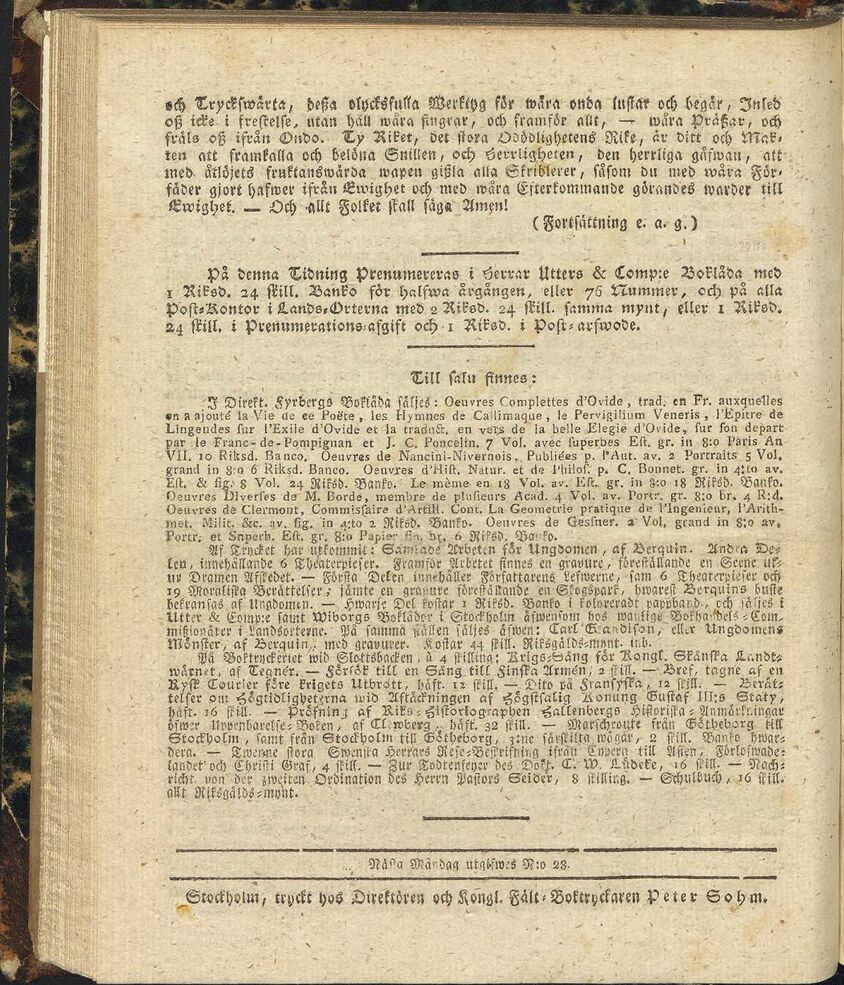 och Tryckswärta, deßa olycksfulla Werktyg för wåra onda lustar och begär, Inled
oß icke i frestelse, utan håll wåra fingrar, och framför allt, — wåra Präßar, och
fräls oß ifrån Ondo. Ty Riket, det stora Odödlighetens Rike, är ditt och Mak-
ten att framkalla och belöna Snillen, och Herrligheten, den herrliga gåfwan, att
med åtlöjets fruktanswärda wapen gißla alla Skriblerer, såsom du med wåra För-
fäder gjort hafwer ifrån Ewighet och med wåra Efterkommande görandes warder till
Ewighet. — Och allt Folket skall säga Amen!
(Fortsättning e. a. g.)
På denna Tidning Prenumereras i Herrar Utters & Comp:e Boklåda med
1 Riksd. 24 skill. Banko för halfwa årgången, eller 76 Nummer, och på alla
Post-Kontor i Lands-Orterna med 2 Riksd. 24 skill. samma mynt, eller 1 Riksd.
24 skill. i Prenumerations-afgift och 1 Riksd. i Post-arfwode.
Till salu finnes:
I Direkt. Fyrbergs Boklåda säljes: Oeuvres Complettes d'Ovide, trad. en Fr. auxquelles
on a ajouté la Vie de ce Poëte, les Hymnes de Callimaque, le Pervigilium Veneris, l'Epitre de
Lingendes sur l'Exile d'Ovide et la traduct. en vers de la belle Elegie d'Ovide, sur son depart
par le Franc-de-Pompignan et J. C. Poncelin. 7 Vol. avec superbes Est. gr. in 8:o Paris An
VII. 10 Riksd. Banco. Oeuvres de Nancini-Nivernois. Publiées p. l'Aut. av. 2 Portraits 5 Vol.
grand in 8:o 6 Riksd. Banco. Oeuvres d'Hist. Natur. et de Philos. p. C. Bonnet. gr. in 4:to av.
Est. & fig. 8 Vol. 24 Riksd. Banko. Le même en 18 Vol. av. Est. gr. in 8:o 18 Riksd. Banko.
Oeuvres Diverses de M. Borde, membre de plusieurs Acad. 4 Vol. av. Portr. gr. 8:o br. 4 R:d.
Oeuvres de Clermont, Commissaire d'Artill. Cont. La Geometrie pratique de l'Ingenieur, l'Arith-
met. Milit. &c. av. fig. in 4:to 2 Riksd. Banko. Oeuvres de Gessner. 2 Vol. grand in 8:o av.
Portr. et Snperb. Est. gr. 8:o Papier fin. br. 6 Riksd. Banko.
Af Trycket har utkommit: Samlade Arbeten för Ungdomen, af Berquin. Andra De-
len, innehållande 6 Theaterpieser. Framför Arbetet finnes en gravure, föreställande en Scene ut-
ur Dramen Afskedet. — Första Delen innehåller Författarens Lefwerne, sam 6 Theaterpieser och
19 Moraliska Berättelser; jämte en gravure föreställande en Skogspark, hwarest Berquins buste
bekransas af Ungdomen. — Hwarje Del kostar 1 Riksd. Banko i koloreradt pappband, och säljes i
Utter & Comp:e samt Wiborgs Boklådor i Stockholm äfwensom hos wanlige Bokhandels-Com-
mißionärer i Landsorterne. På samma ställen säljes äfwen: Carl Grandison, eller Ungdomens
Mönster, af Berquin, med gravurer. Kostar 44 skill. Riksgälds-mynt. inb.
På Boktryckeriet wid Slottsbacken, à 4 skilling: Krigs-Sång för Kongl. Skånska Landt-
wärnet, af Tegnér. — Försök till en Sång till Finska Armén, 2 skill. — Bref, tagne af en
Rysk Courier före krigets Utbrott, häft. 12 skill. — Dito på Fransyska, 12 skill. — Berät-
telser om Högtidligheterna wid Aftäckningen af Högstsalig Konung Gustaf III:s Staty,
häft. 16 skill. — Pröfning af Riks-Historiographen Hallenbergs Historiska Anmärkningar
öfwer Uppenbarelse-Boken, af häft. 32 skill. — Marschroute från Götheborg till
Stockholm, samt från Stockholm till Götheborg, 2:ne särskilta wägar, 2 skill. Banko hwar-
dera. — Twenne stora Swenska Herrars Rese-Beskrifning ifrån Cypern till Asien, Förlofwade-
landet och Christi Graf, 4 skill. — Zur Todtenfeyer des Dokt. C. W. Lüdeke, 16 skill. — Nach-
richt von der zweiten Ordination des Herrn Pastors Seider, 8 skilling. — Schulbuch, 16 skill.
allt Riksgälds-mynt.
Nästa Måndag utgifwes N:o 28.
Stockholm, tryckt hos Direktören och Kongl. Fält-Boktryckaren Peter Sohm.